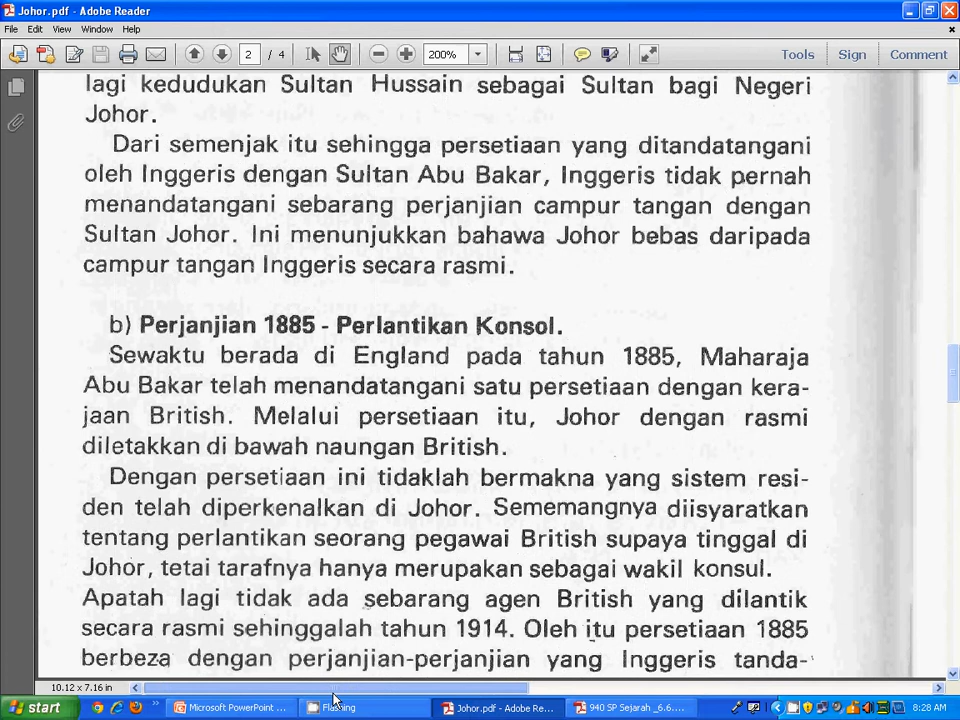 Johor.pdf - Adobe Reader
File Edit View Window Help
2 / 4 200% Tools Sign Comment
lagi kedudukan Sultan Hussain sebagai Sultan bagi Negeri
Johor.
Dari semenjak itu sehingga persetiaan yang ditandatangani
oleh Inggeris dengan Sultan Abu Bakar, Inggeris tidak pernah
menandatangani sebarang perjanjian campur tangan dengan
Sultan Johor. Ini menunjukkan bahawa Johor bebas daripada
campur tangan Inggeris secara rasmi.
b) Perjanjian 1885 - Perlantikan Konsol.
Sewaktu berada di England pada tahun 1885, Maharaja
Abu Bakar telah menandatangani satu persetiaan dengan kera-
jaan British. Melalui persetiaan itu, Johor dengan rasmi
diletakkan di bawah naungan British.
Dengan persetiaan ini tidaklah bermakna yang sistem resi-
den telah diperkenalkan di Johor. Sememangnya diisyaratkan
tentang perlantikan seorang pegawai British supaya tinggal di
Johor, tetai tarafnya hanya merupakan sebagai wakil konsul.
Apatah lagi tidak ada sebarang agen British yang dilantik
secara rasmi sehinggalah tahun 1914. Oleh itu persetiaan 1885
berbeza dengan perjanjian-perjanjian yang Inggeris tanda-
10.12 x 7.16 in
start Microsoft PowerPoint ... Johor.pdf - Adobe Re... 940 SP Sejarah _6.6.... 8:28 AM